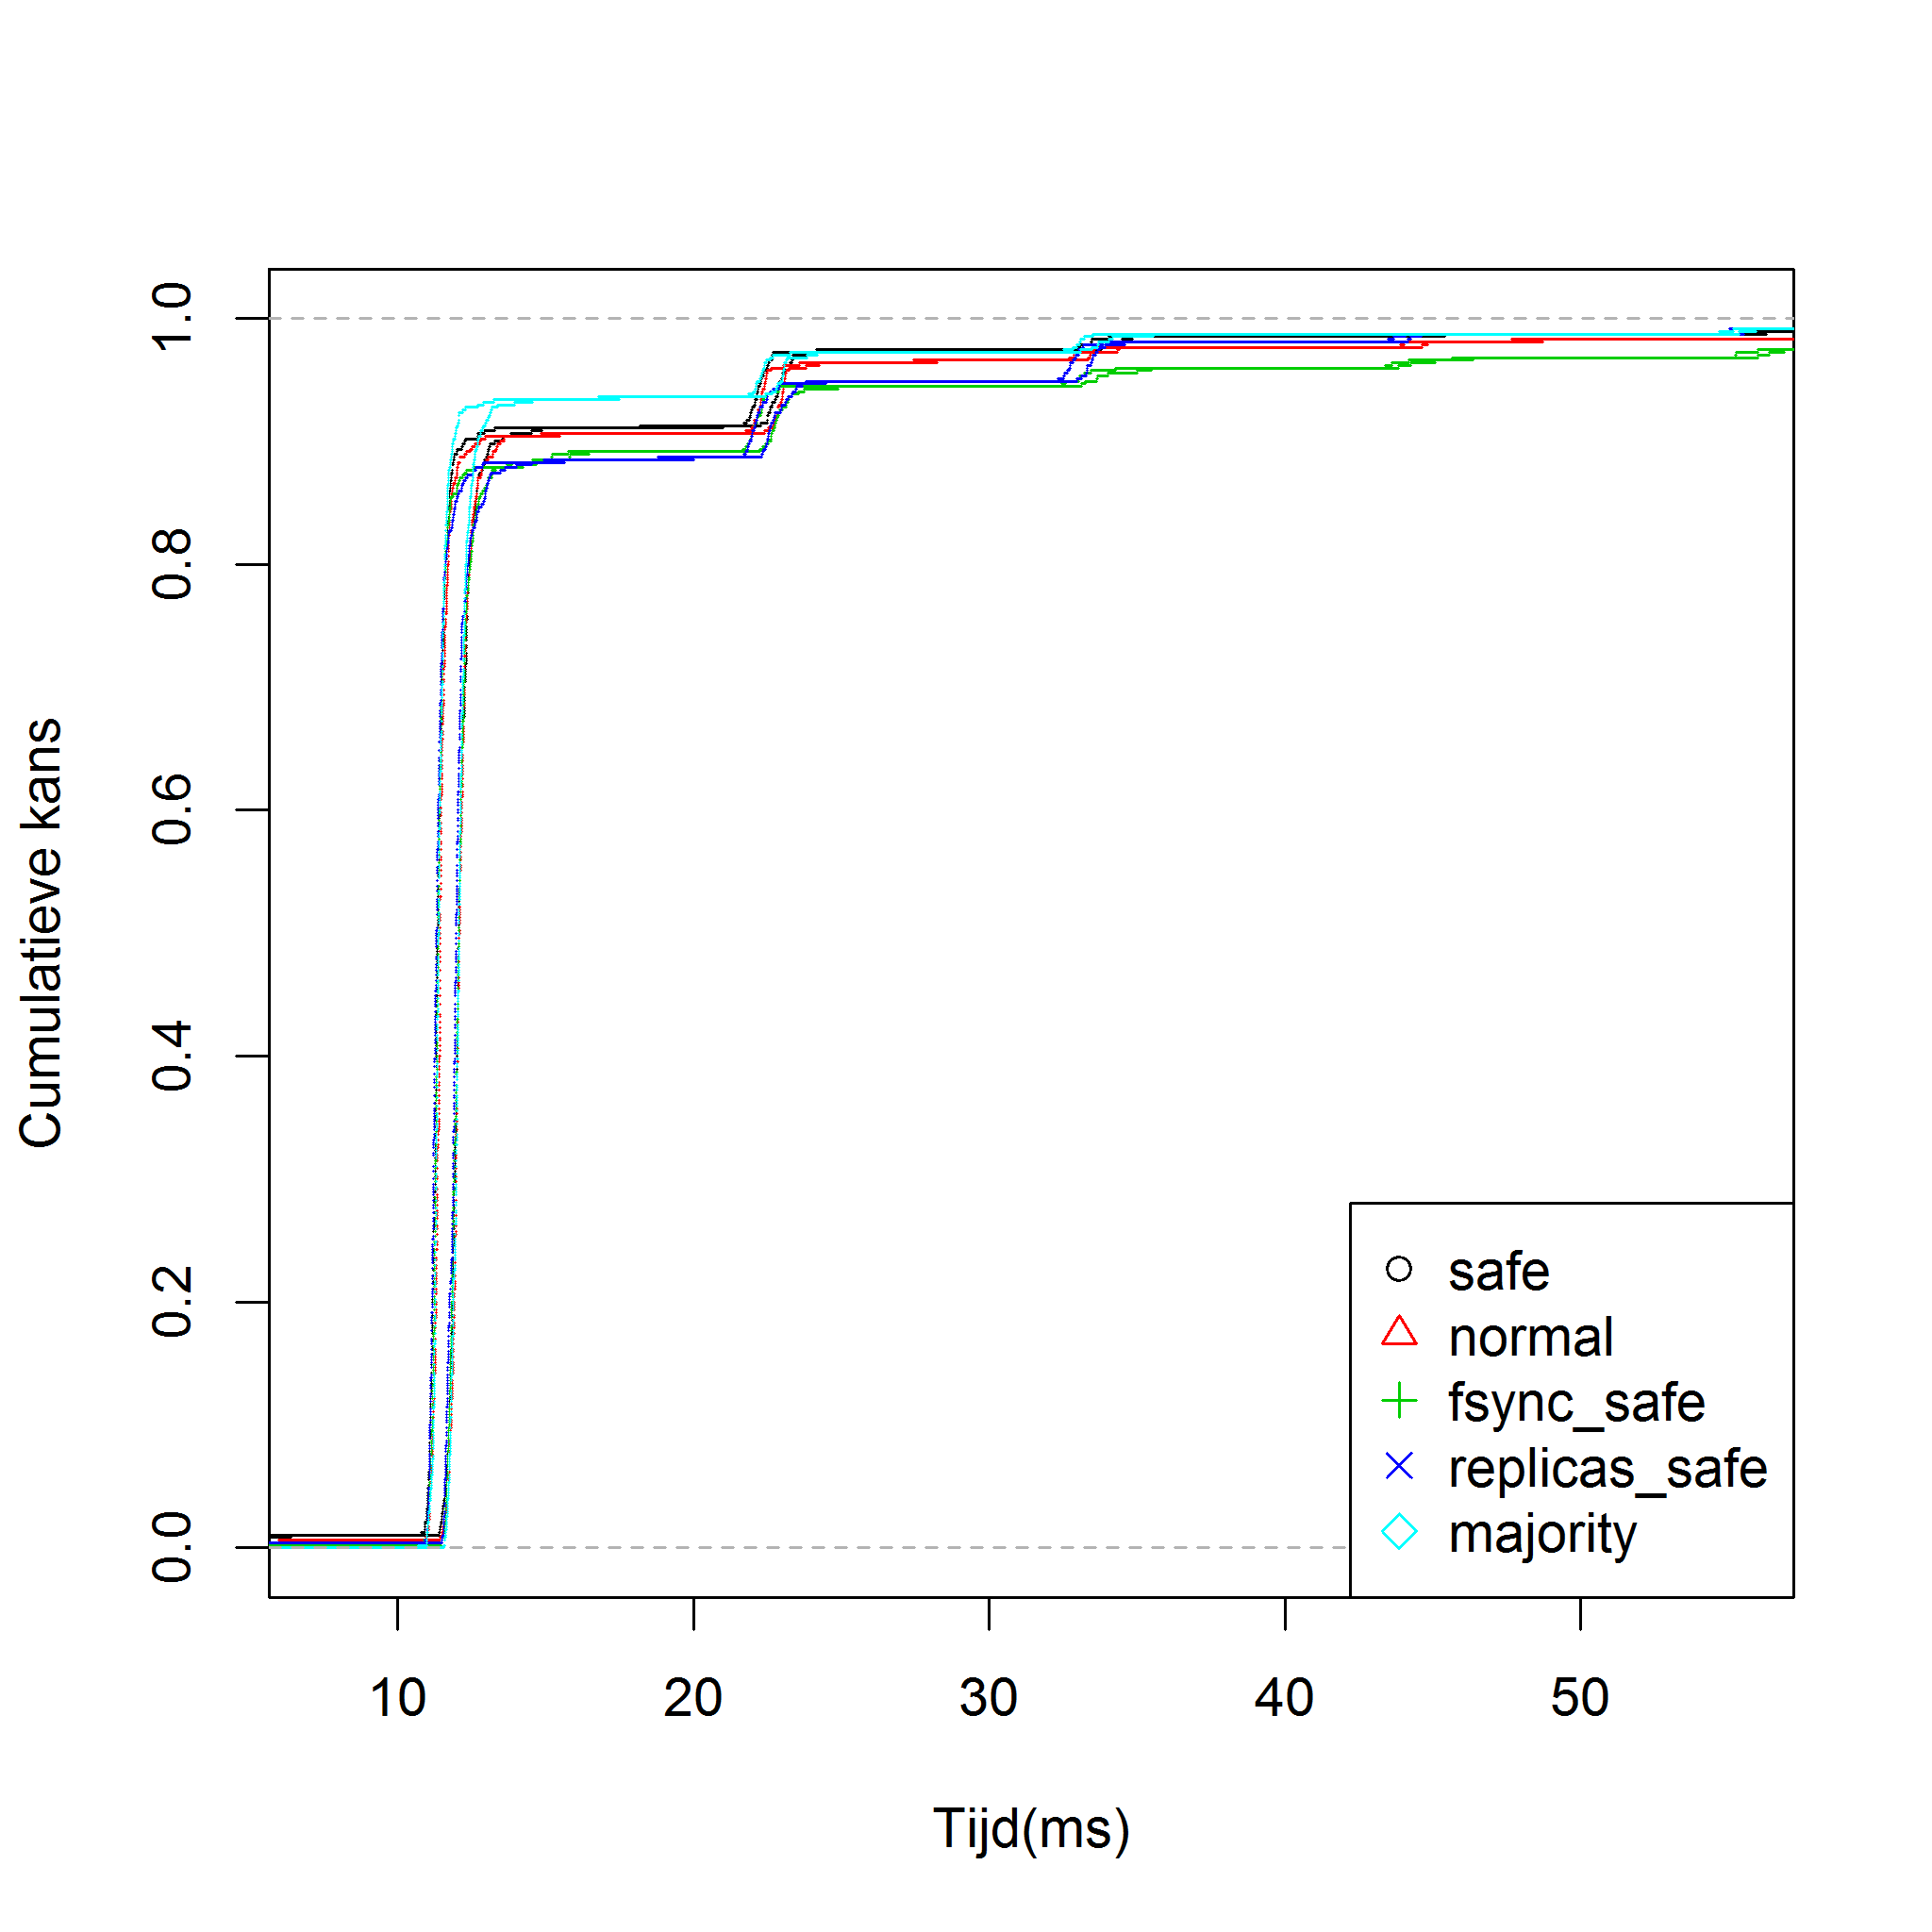 Cumulatieve kans
1.0
0.8
0.6
0.4
0.2
0.0
safe
normal
fsync_safe
replicas_safe
majority
10 20 30 40 50
Tijd(ms)